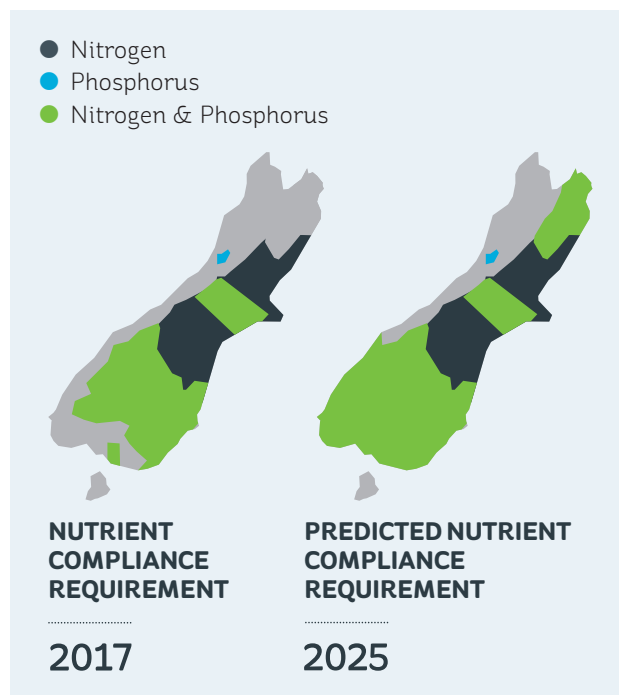 Nitrogen
Phosphorus
Nitrogen & Phosphorus
NUTRIENT
COMPLIANCE
REQUIREMENT
2017
PREDICTED NUTRIENT
COMPLIANCE
REQUIREMENT
2025